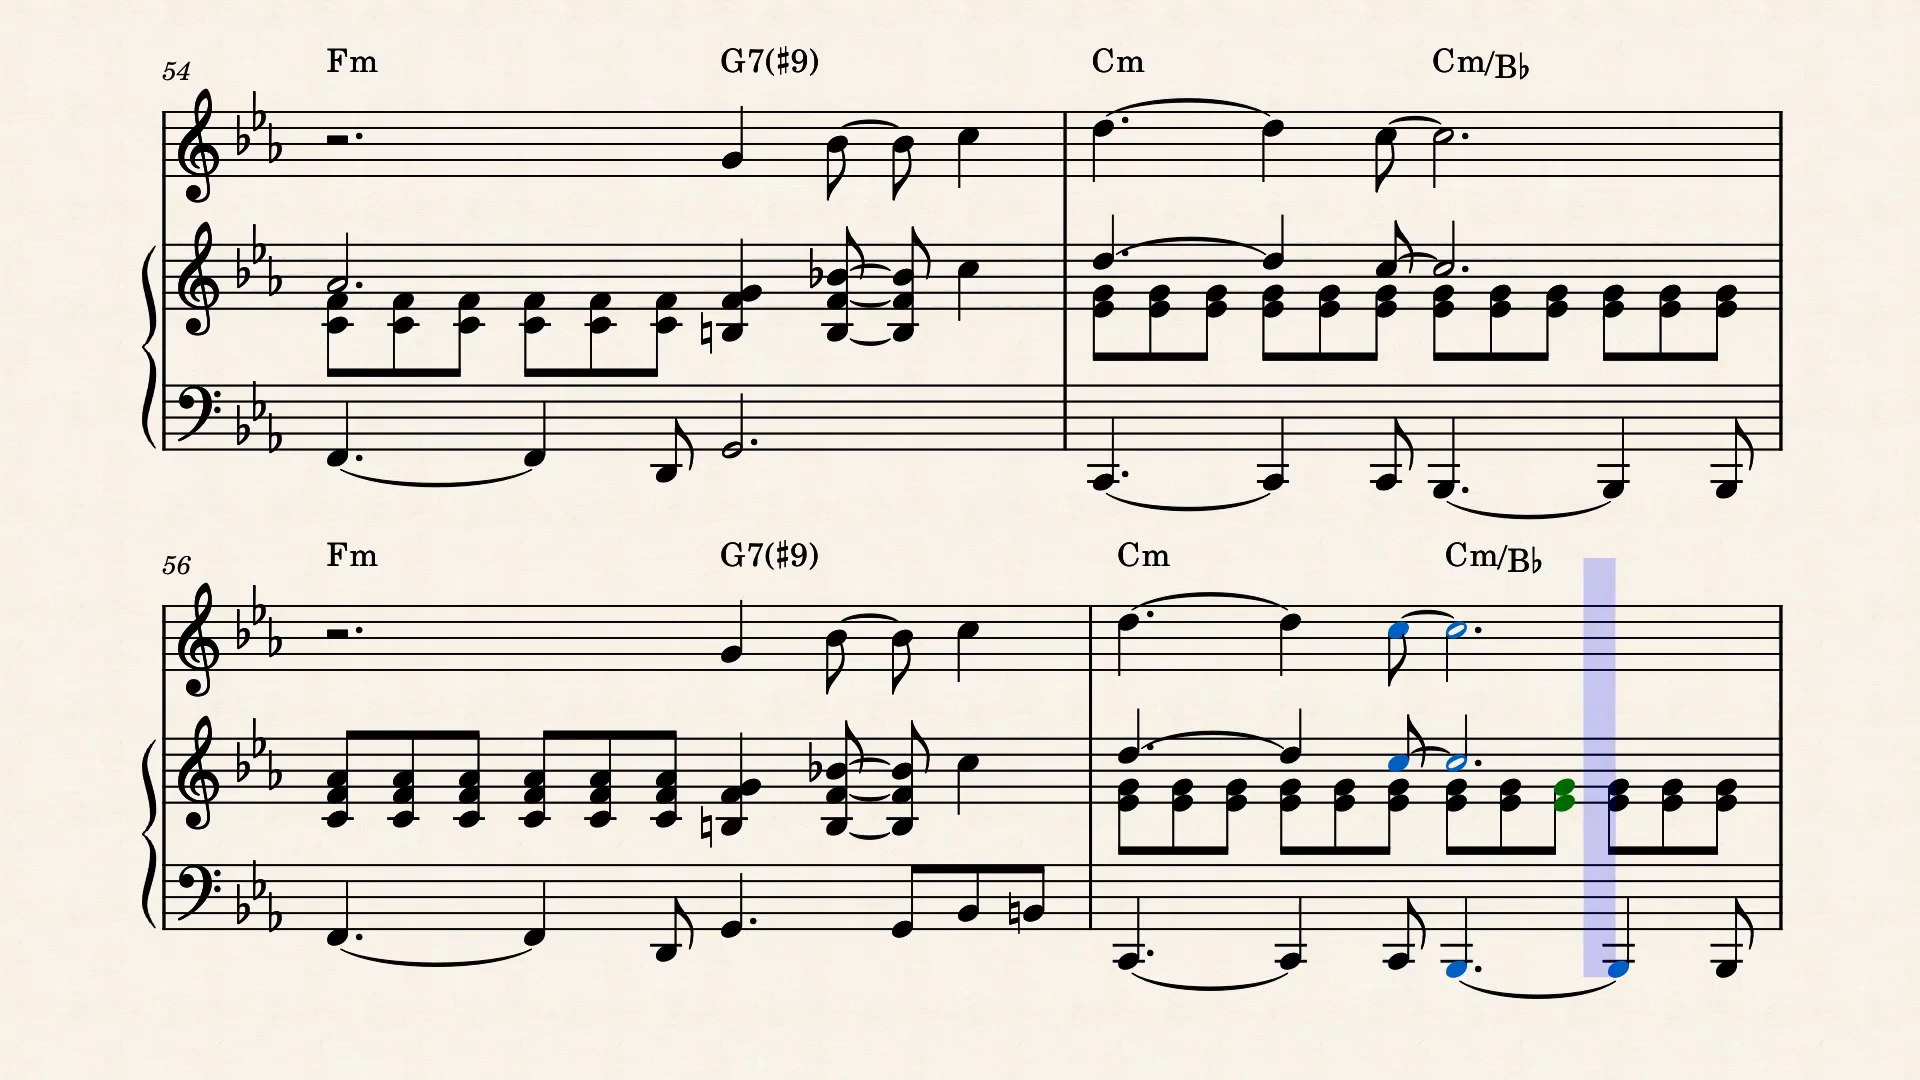 54 Fm G7(♯9) Cm Cm/B♭
56 Fm G7(♯9) Cm Cm/B♭